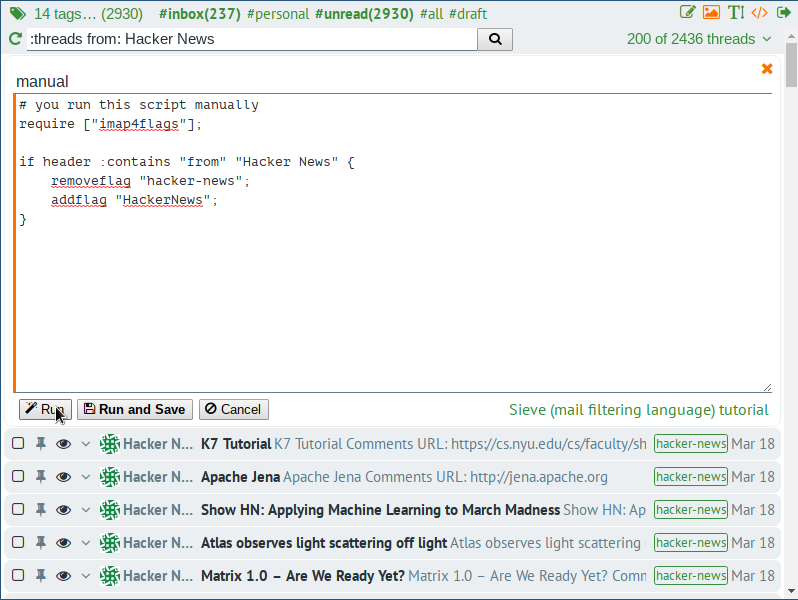 14 tags… (2930) #inbox(237) #personal #unread(2930) #all #draft
:threads from: Hacker News 200 of 2436 threads
manual
# you run this script manually
require ["imap4flags"];
if header :contains "from" "Hacker News" {
removeflag "hacker-news";
addflag "HackerNews";
}
Run Run and Save Cancel Sieve (mail filtering language) tutorial
Hacker N… K7 Tutorial K7 Tutorial Comments URL: https://cs.nyu.edu/cs/faculty/sh hacker-news Mar 18
Hacker N… Apache Jena Apache Jena Comments URL: http://jena.apache.org hacker-news Mar 18
Hacker N… Show HN: Applying Machine Learning to March Madness Show HN: Ap hacker-news Mar 18
Hacker N… Atlas observes light scattering off light Atlas observes light scattering hacker-news Mar 18
Hacker N… Matrix 1.0 – Are We Ready Yet? Matrix 1.0 – Are We Ready Yet? Comm hacker-news Mar 18